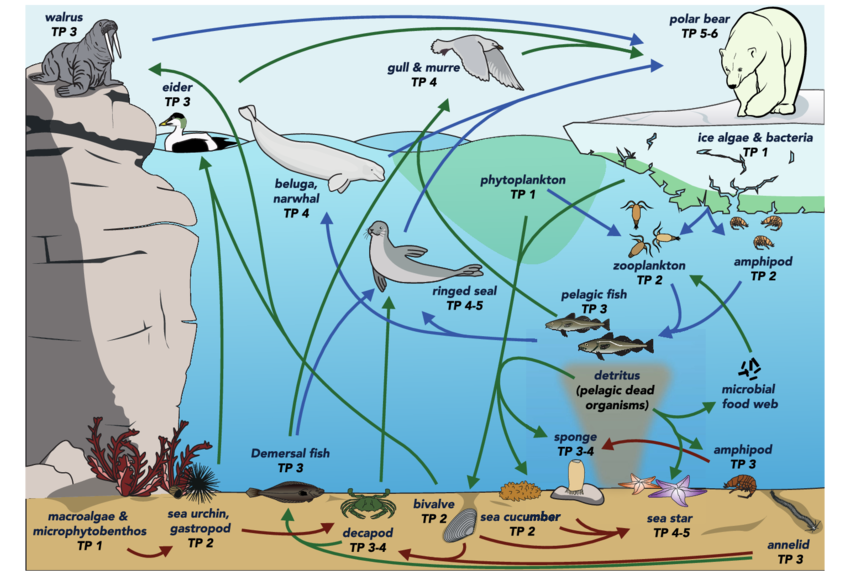 walrus
TP 3
polar bear
TP 5-6
gull & murre
TP 4
eider
TP 3
ice algae & bacteria
TP 1
beluga,
narwhal
TP 4
phytoplankton
TP 1
zooplankton
TP 2
amphipod
TP 2
ringed seal
TP 4-5
pelagic fish
TP 3
detritus
(pelagic dead
organisms)
microbial
food web
sponge
TP 3-4
amphipod
TP 3
Demersal fish
TP 3
macroalgae &
microphytobenthos
TP 1
sea urchin,
gastropod
TP 2
decapod
TP 3-4
bivalve
TP 2
sea cucumber
TP 2
sea star
TP 4-5
annelid
TP 3